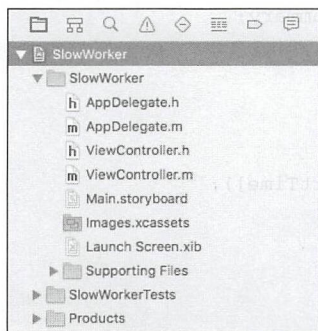 SlowWorker
SlowWorker
h AppDelegate.h
m AppDelegate.m
h ViewController.h
m ViewController.m
Main.storyboard
Images.xcassets
Launch Screen.xib
Supporting Files
SlowWorkerTests
Products